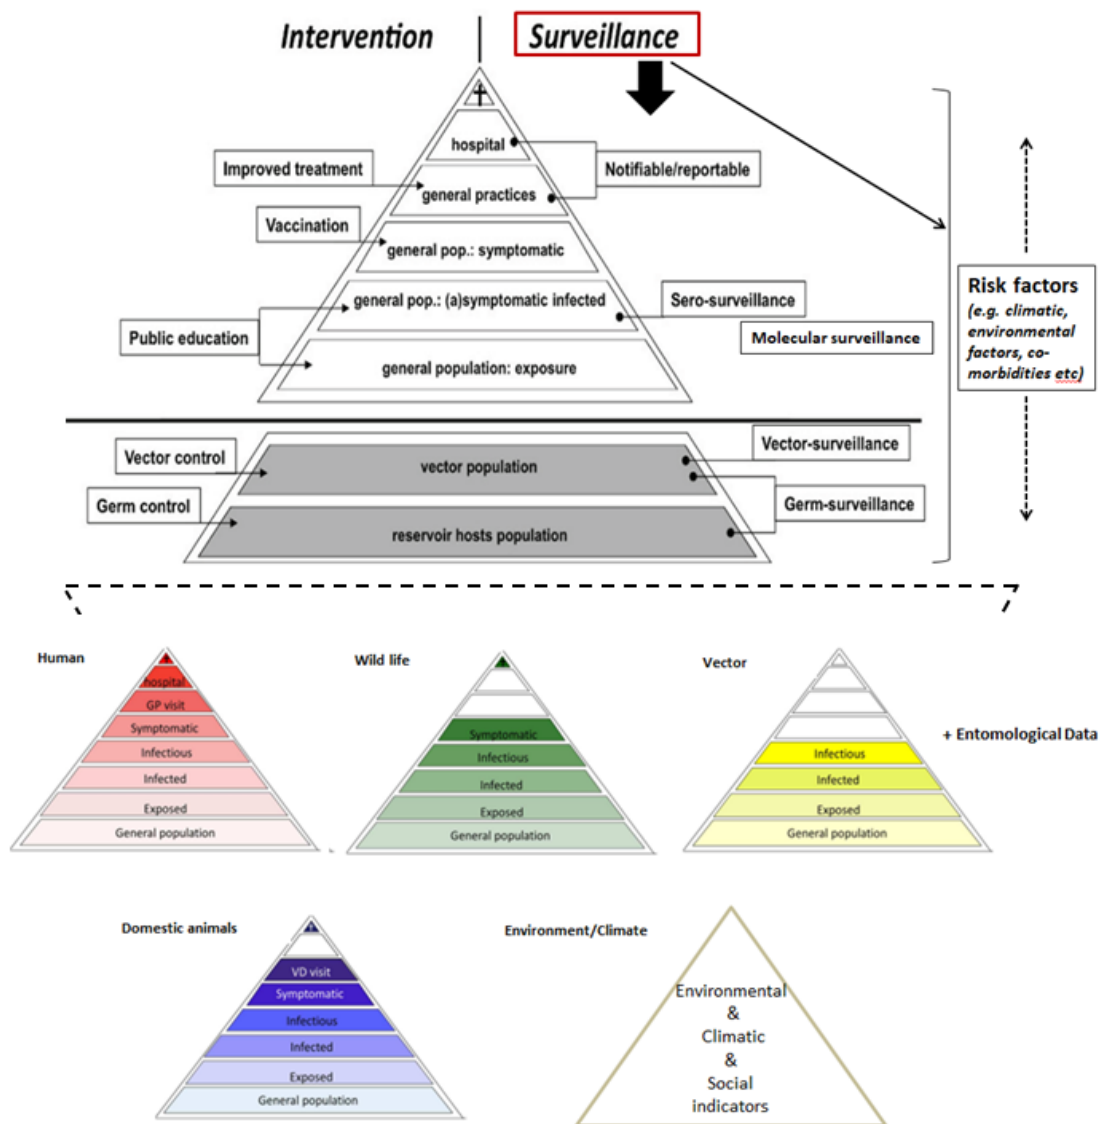 Intervention
Surveillance
hospital
Improved treatment
Notifiable/reportable
general practices
Vaccination
general pop.: symptomatic
general pop.: (a)symptomatic infected
Sero-surveillance
Public education
Molecular surveillance
general population: exposure
Risk factors
(e.g. climatic,
environmental
factors, co-
morbidities etc)
Vector control
vector population
Vector-surveillance
Germ control
reservoir hosts population
Germ-surveillance
Human
hospital
GP visit
Symptomatic
Infectious
Infected
Exposed
General population
Wild life
Symptomatic
Infectious
Infected
Exposed
General population
Vector
Infectious
Infected
Exposed
General population
+ Entomological Data
Domestic animals
VD visit
Symptomatic
Infectious
Infected
Exposed
General population
Environment/Climate
Environmental
&
Climatic
&
Social
indicators